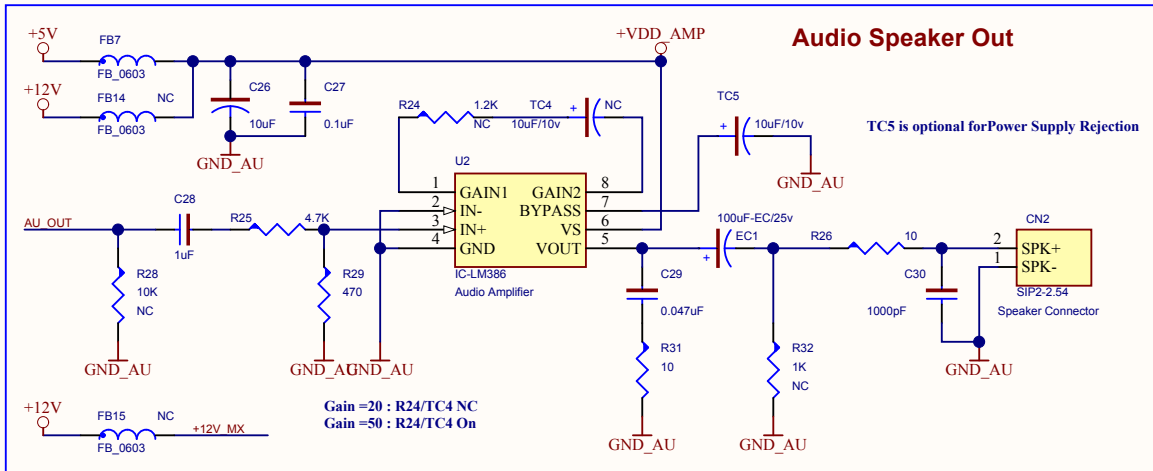 Audio Speaker Out
+5V
FB7
FB_0603
+12V
FB14
NC
FB_0603
C26
10uF
C27
0.1uF
GND_AU
+VDD_AMP
R24
1.2K
NC
TC4
10uF/10v
NC
TC5
10uF/10v
GND_AU
TC5 is optional forPower Supply Rejection
U2
1
GAIN1
2
IN-
3
IN+
4
GND
GAIN2
8
BYPASS
7
VS
6
VOUT
5
IC-LM386
Audio Amplifier
AU_OUT
C28
1uF
R25
4.7K
R28
10K
NC
GND_AU
R29
470
GND_AU
GND_AU
100uF-EC/25v
EC1
C29
0.047uF
R31
10
GND_AU
R32
1K
NC
GND_AU
R26
10
C30
1000pF
GND_AU
CN2
2
SPK+
1
SPK-
SIP2-2.54
Speaker Connector
Gain =20 : R24/TC4 NC
Gain =50 : R24/TC4 On
+12V
FB15
NC
FB_0603
+12V_MX